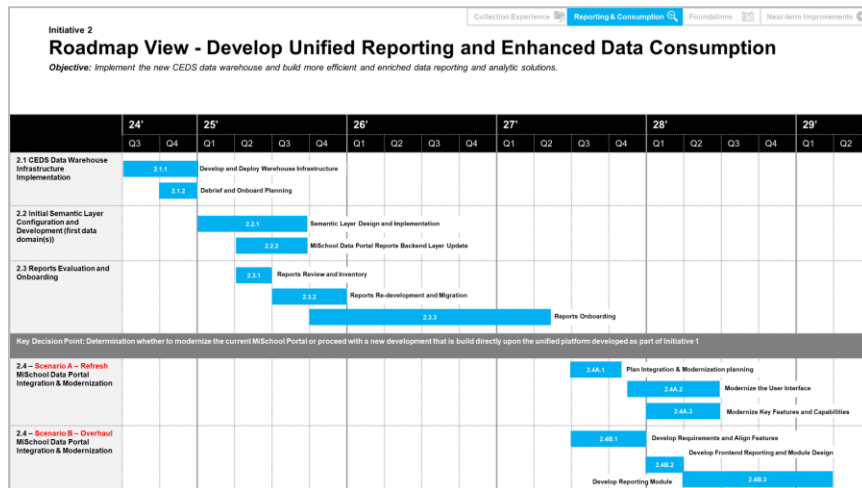 Collection Experience
Reporting & Consumption
Foundations
Near-term Improvements
Initiative 2
Roadmap View - Develop Unified Reporting and Enhanced Data Consumption
Objective: Implement the new CEDS data warehouse and build more efficient and enriched data reporting and analytic solutions.
24' 25' 26' 27' 28' 29'
Q3 Q4 Q1 Q2 Q3 Q4 Q1 Q2 Q3 Q4 Q1 Q2 Q3 Q4 Q1 Q2 Q3 Q4 Q1 Q2
2.1 CEDS Data Warehouse
Infrastructure
Implementation
2.1.1 Develop and Deploy Warehouse Infrastructure
2.1.2 Debrief and Onboard Planning
2.2 Initial Semantic Layer
Configuration and
Development (first data
domain(s))
2.2.1 Semantic Layer Design and Implementation
2.2.2 MiSchool Data Portal Reports Backend Layer Update
2.3 Reports Evaluation and
Onboarding
2.3.1 Reports Review and Inventory
2.3.2 Reports Re-development and Migration
2.3.3 Reports Onboarding
Key Decision Point: Determination whether to modernize the current MiSchool Portal or proceed with a new development that is build directly upon the unified platform developed as part of Initiative 1
2.4 – Scenario A – Refresh
MiSchool Data Portal
Integration & Modernization
2.4A.1 Plan Integration & Modernization planning
2.4A.2 Modernize the User Interface
2.4A.3 Modernize Key Features and Capabilities
2.4 – Scenario B – Overhaul
MiSchool Data Portal
Integration & Modernization
2.4B.1 Develop Requirements and Align Features
Develop Frontend Reporting and Module Design
2.4B.2
Develop Reporting Module 2.4B.3